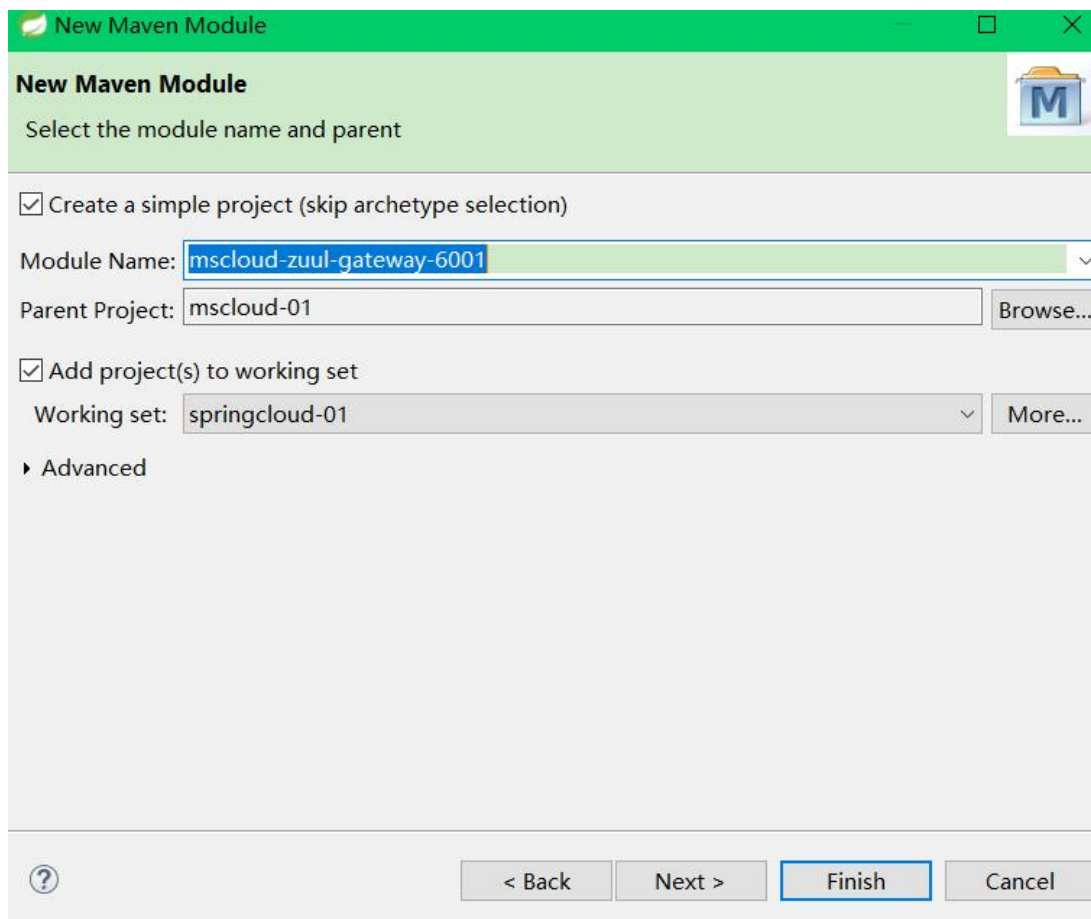 New Maven Module
New Maven Module
Select the module name and parent
M
Create a simple project (skip archetype selection)
Module Name: mscloud-zuul-gateway-6001
Parent Project: mscloud-01 Browse...
Add project(s) to working set
Working set: springcloud-01 More...
Advanced
? < Back Next > Finish Cancel